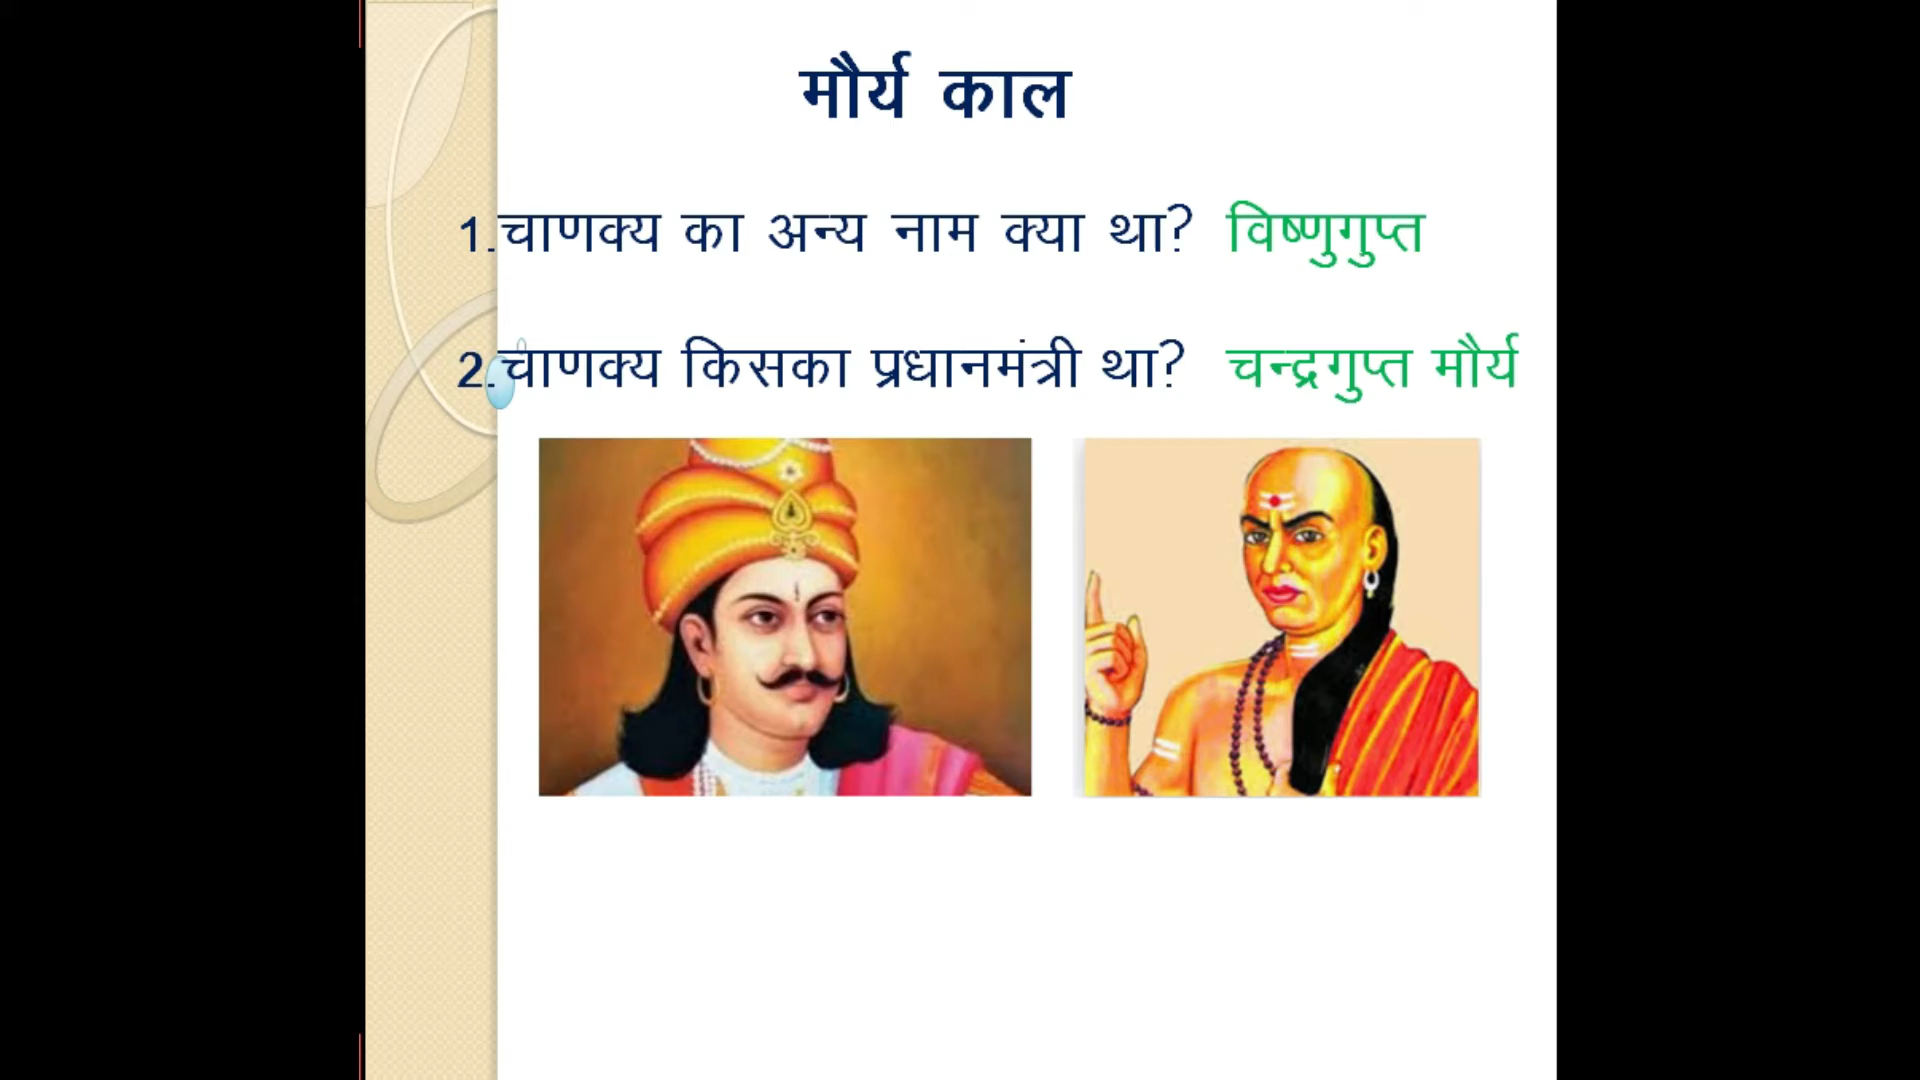 मौर्य काल
1.चाणक्य का अन्य नाम क्या था? विष्णुगुप्त
2.चाणक्य किसका प्रधानमंत्री था? चन्द्रगुप्त मौर्य